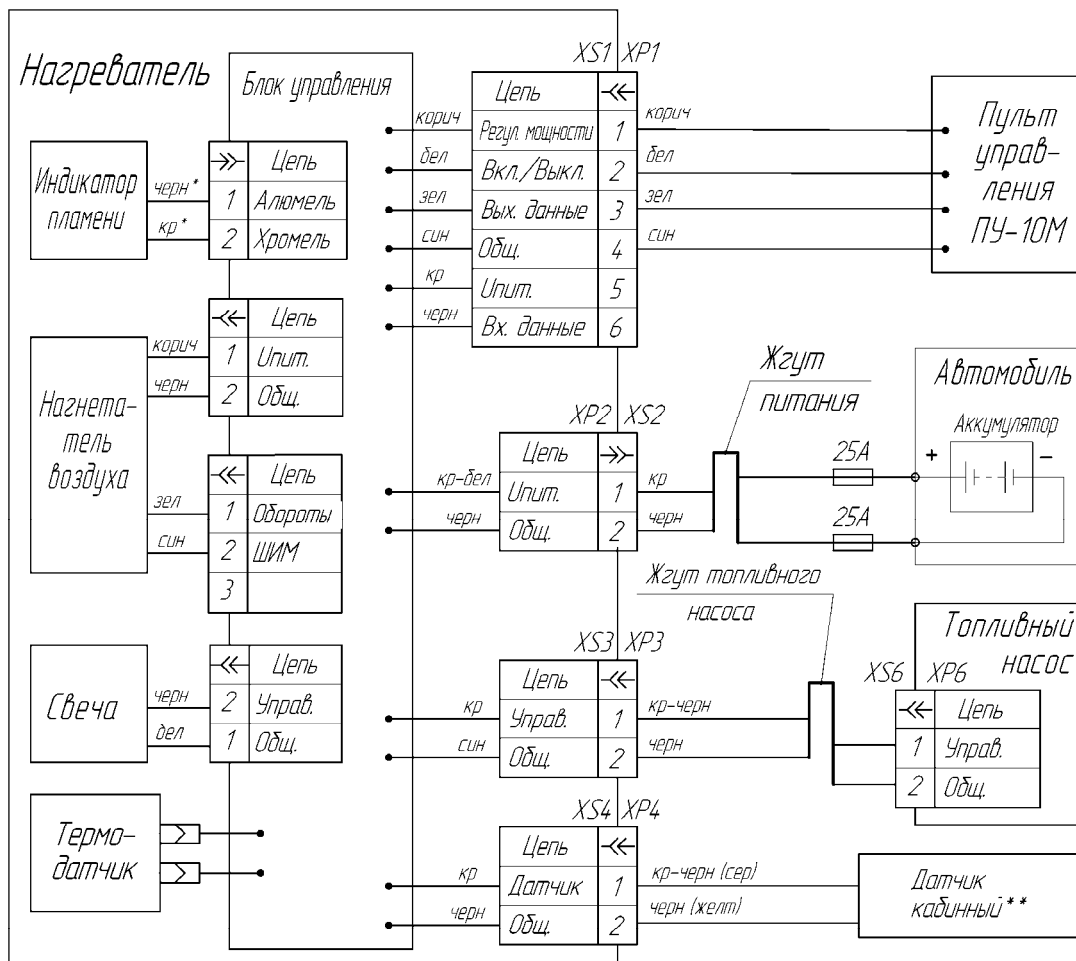 Нагреватель
Блок управления
Индикатор
пламени
черн*
кр*
Цепь
1 Алюмель
2 Хромель
Нагнета-
тель
воздуха
корич
черн
Цепь
1 Uпит.
2 Общ.
зел
син
Цепь
1 Обороты
2 ШИМ
3
Свеча
черн
бел
Цепь
2 Управ.
1 Общ.
Термо-
датчик
XS1 XP1
Цепь
корич Регул. мощности 1 корич
бел Вкл./Выкл. 2 бел
зел Вых. данные 3 зел
син Общ. 4 син
кр Uпит. 5
черн Вх. данные 6
Пульт
управ-
ления
ПУ-10М
XP2 XS2
Цепь
кр-бел Uпит. 1 кр
черн Общ. 2 черн
Жгут
питания
25А
25А
Автомобиль
Аккумулятор
+ −
Жгут топливного
насоса
XS3 XP3
Цепь
кр Управ. 1 кр-черн
син Общ. 2 черн
Топливный
насос
XS6 XP6
Цепь
1 Управ.
2 Общ.
XS4 XP4
Цепь
кр Датчик 1 кр-черн (сер)
черн Общ. 2 черн (желт)
Датчик
кабинный**